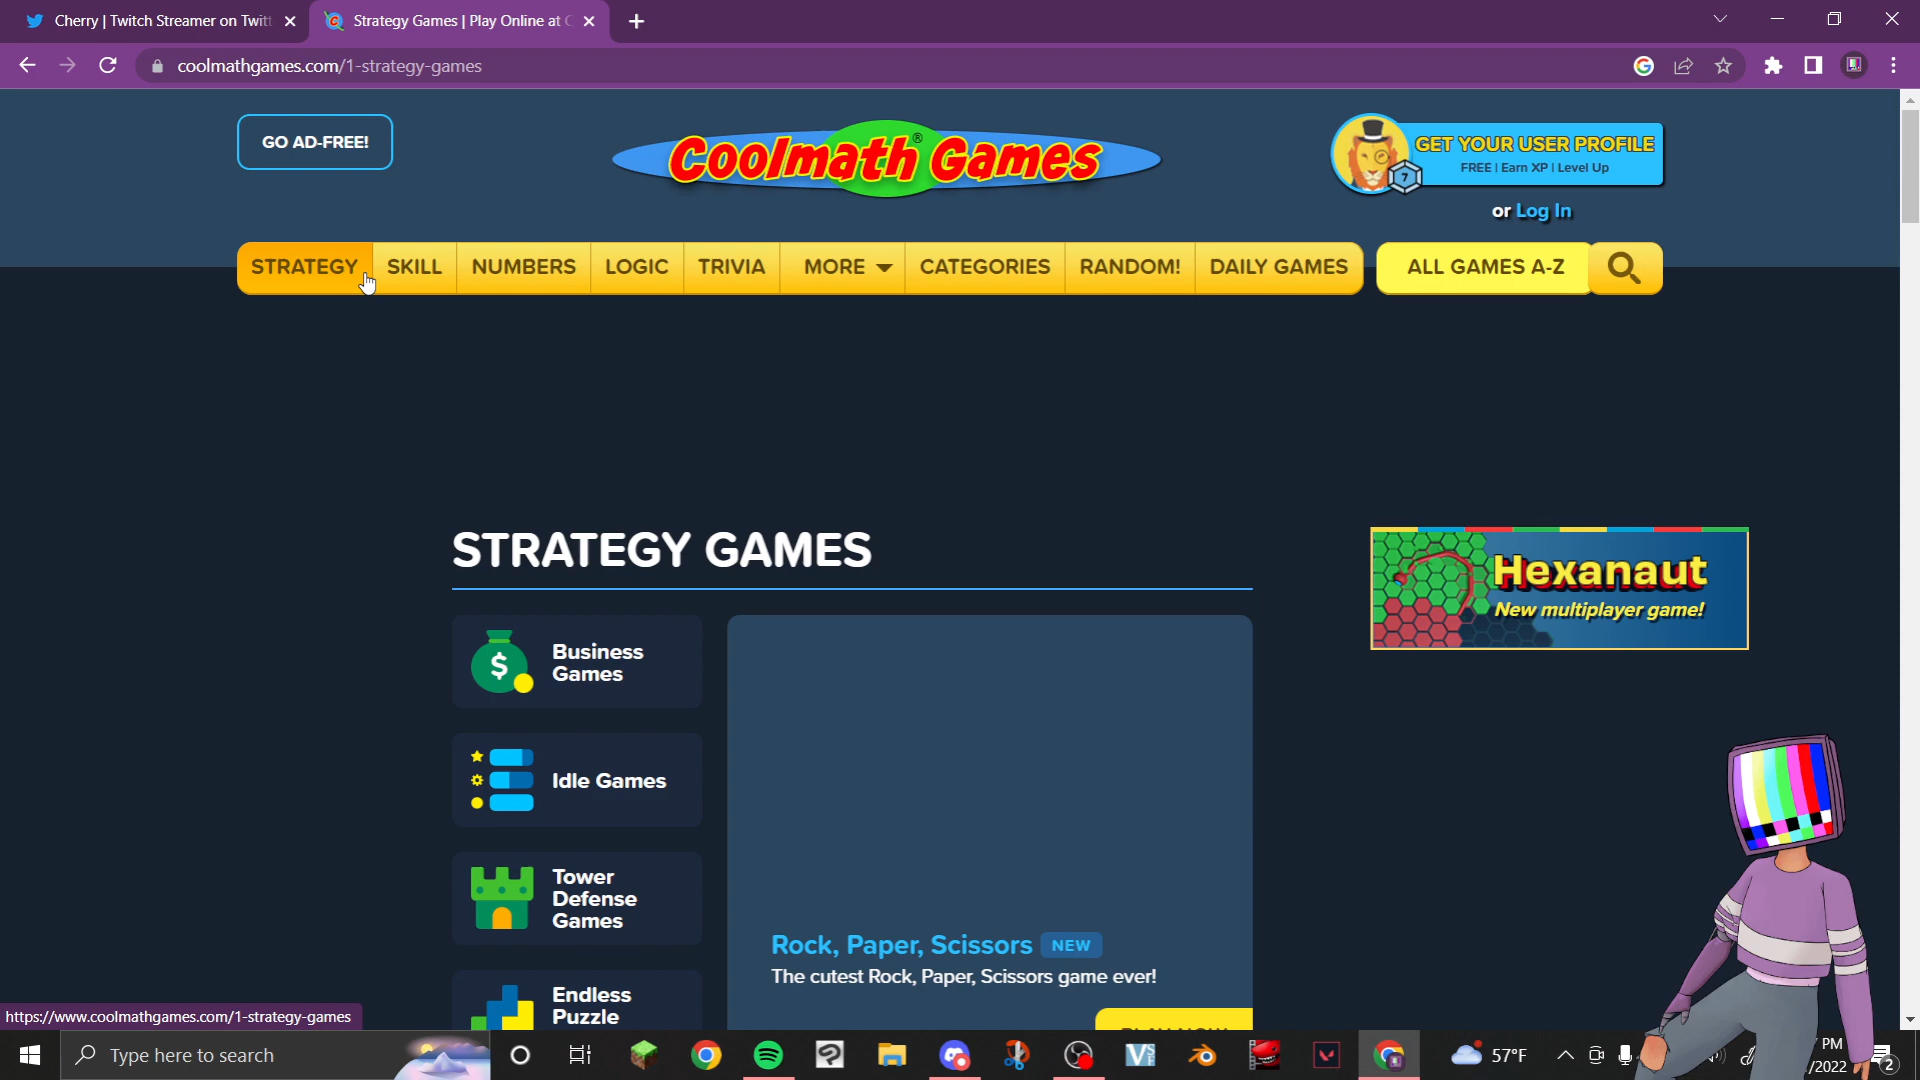 Cherry | Twitch Streamer on Twitt
Strategy Games | Play Online at C
coolmathgames.com/1-strategy-games
GO AD-FREE!
Coolmath® Games
GET YOUR USER PROFILE
FREE | Earn XP | Level Up
7
or Log In
STRATEGY SKILL NUMBERS LOGIC TRIVIA MORE CATEGORIES RANDOM! DAILY GAMES ALL GAMES A-Z
STRATEGY GAMES
Hexanaut
New multiplayer game!
$
Business
Games
Idle Games
Tower
Defense
Games
Endless
Puzzle
Rock, Paper, Scissors NEW
The cutest Rock, Paper, Scissors game ever!
PLAY NOW
https://www.coolmathgames.com/1-strategy-games
Type here to search
57°F
PM
/2022
2